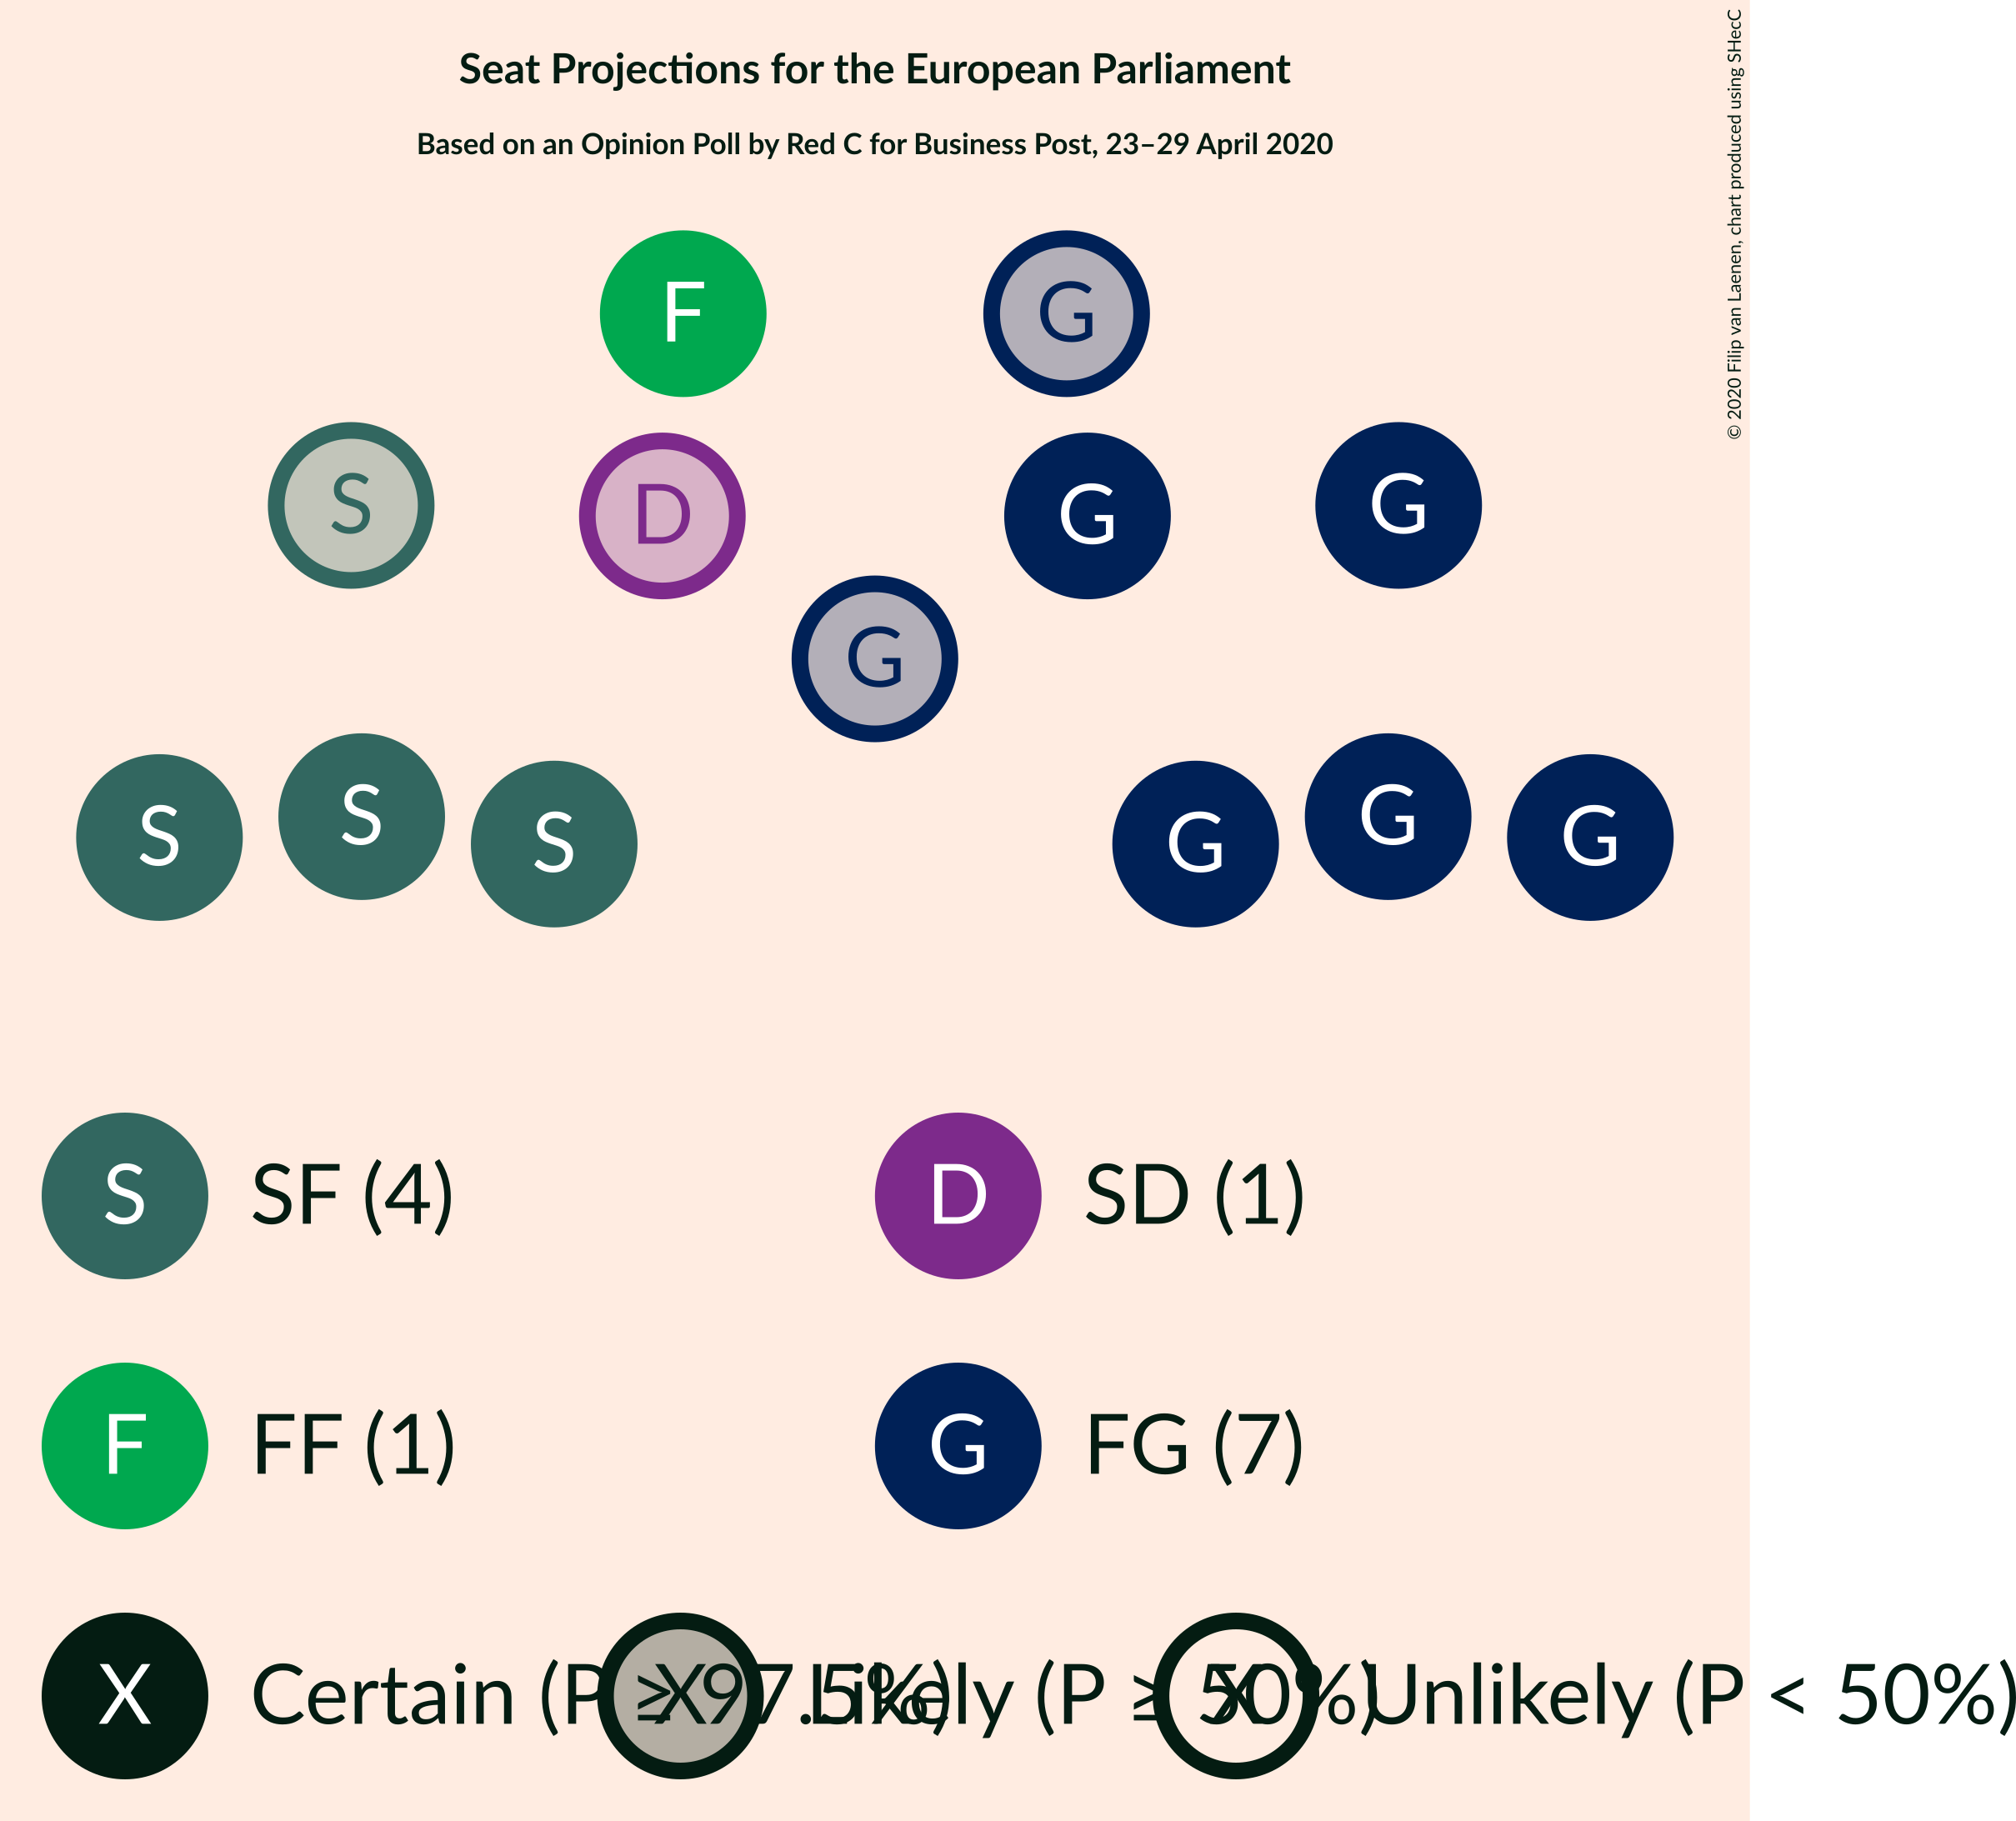 Seat Projections for the European Parliament
Based on an Opinion Poll by Red C for Business Post, 23–29 April 2020
© 2020 Filip van Laenen, chart produced using SHecC
F G
S D G G
G
S S S G G G
S SF (4) D SD (1)
F FF (1) G FG (7)
X Certain (P ≥ 97.5%) X Likely (P ≥ 50%) X Unlikely (P < 50%)